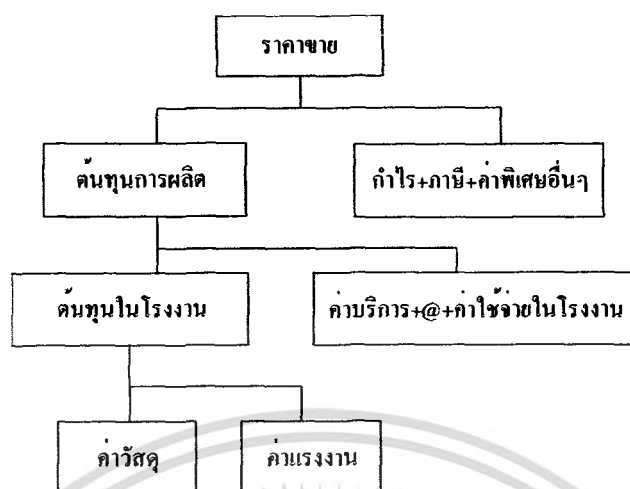 ราคาขาย
ต้นทุนการผลิต
กำไร+ภาษี+ค่าพิเศษอื่นๆ
ต้นทุนในโรงงาน
ค่าบริการ+@+ค่าใช้จ่ายในโรงงาน
ค่าวัสดุ
ค่าแรงงาน